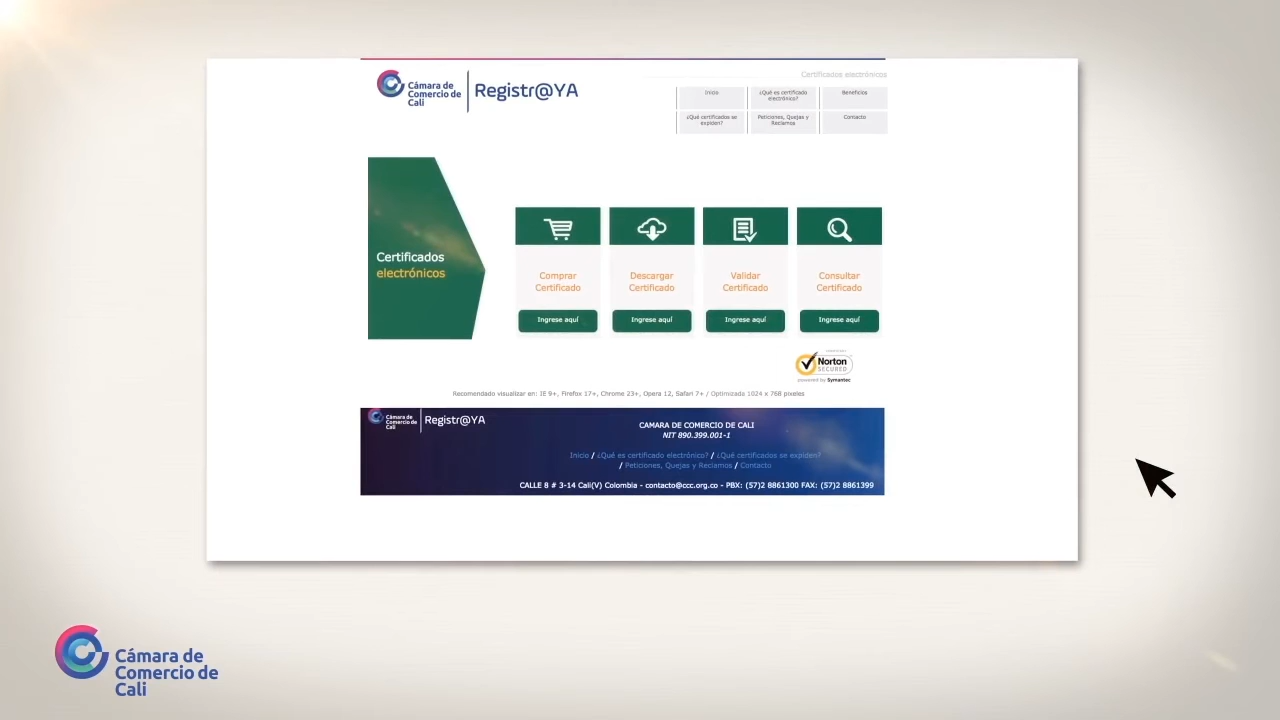 Certificados electrónicos
Cámara de
Comercio de
Cali
Registr@YA
Inicio
¿Qué es certificado
electrónico?
Beneficios
¿Qué certificados se
expiden?
Peticiones, Quejas y
Reclamos
Contacto
Certificados
electrónicos
Comprar
Certificado
Ingrese aquí
Descargar
Certificado
Ingrese aquí
Validar
Certificado
Ingrese aquí
Consultar
Certificado
Ingrese aquí
Norton
SECURED
powered by Symantec
Recomendado visualizar en: IE 9+, Firefox 17+, Chrome 23+, Opera 12, Safari 7+ / Optimizada 1024 x 768 pixeles
Cámara de
Comercio de
Cali
Registr@YA
CAMARA DE COMERCIO DE CALI
NIT 890.399.001-1
Inicio / ¿Qué es certificado electrónico? / ¿Qué certificados se expiden?
/ Peticiones, Quejas y Reclamos / Contacto
CALLE 8 # 3-14 Cali(V) Colombia - contacto@ccc.org.co - PBX: (57)2 8861300 FAX: (57)2 8861399
Cámara de
Comercio de
Cali